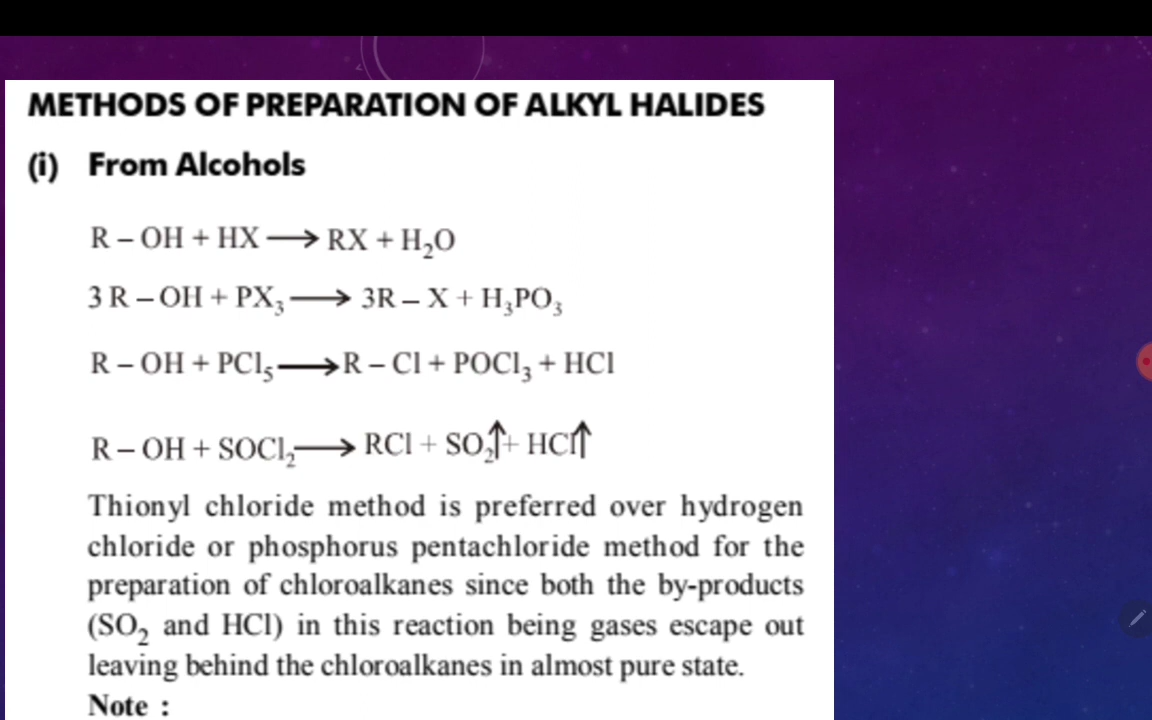 METHODS OF PREPARATION OF ALKYL HALIDES
(i) From Alcohols
R – OH + HX ⟶ RX + H₂O
3 R – OH + PX₃ ⟶ 3R – X + H₃PO₃
R – OH + PCl₅ ⟶ R – Cl + POCl₃ + HCl
R – OH + SOCl₂ ⟶ RCl + SO₂↑ + HCl↑
Thionyl chloride method is preferred over hydrogen
chloride or phosphorus pentachloride method for the
preparation of chloroalkanes since both the by-products
(SO₂ and HCl) in this reaction being gases escape out
leaving behind the chloroalkanes in almost pure state.
Note :